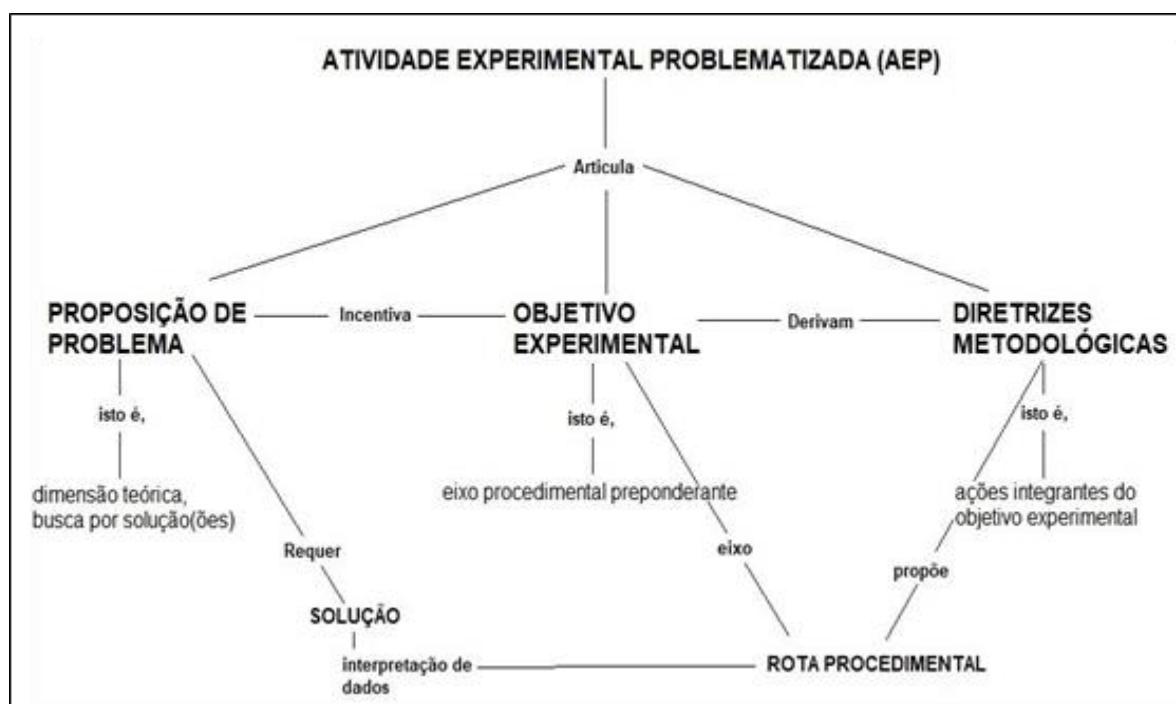 ATIVIDADE EXPERIMENTAL PROBLEMATIZADA (AEP)
Articula
PROPOSIÇÃO DE
PROBLEMA
Incentiva
OBJETIVO
EXPERIMENTAL
Derivam
DIRETRIZES
METODOLÓGICAS
isto é,
isto é,
isto é,
dimensão teórica,
busca por solução(ões)
eixo procedimental preponderante
ações integrantes do
objetivo experimental
Requer
eixo
propõe
SOLUÇÃO
interpretação de
dados
ROTA PROCEDIMENTAL